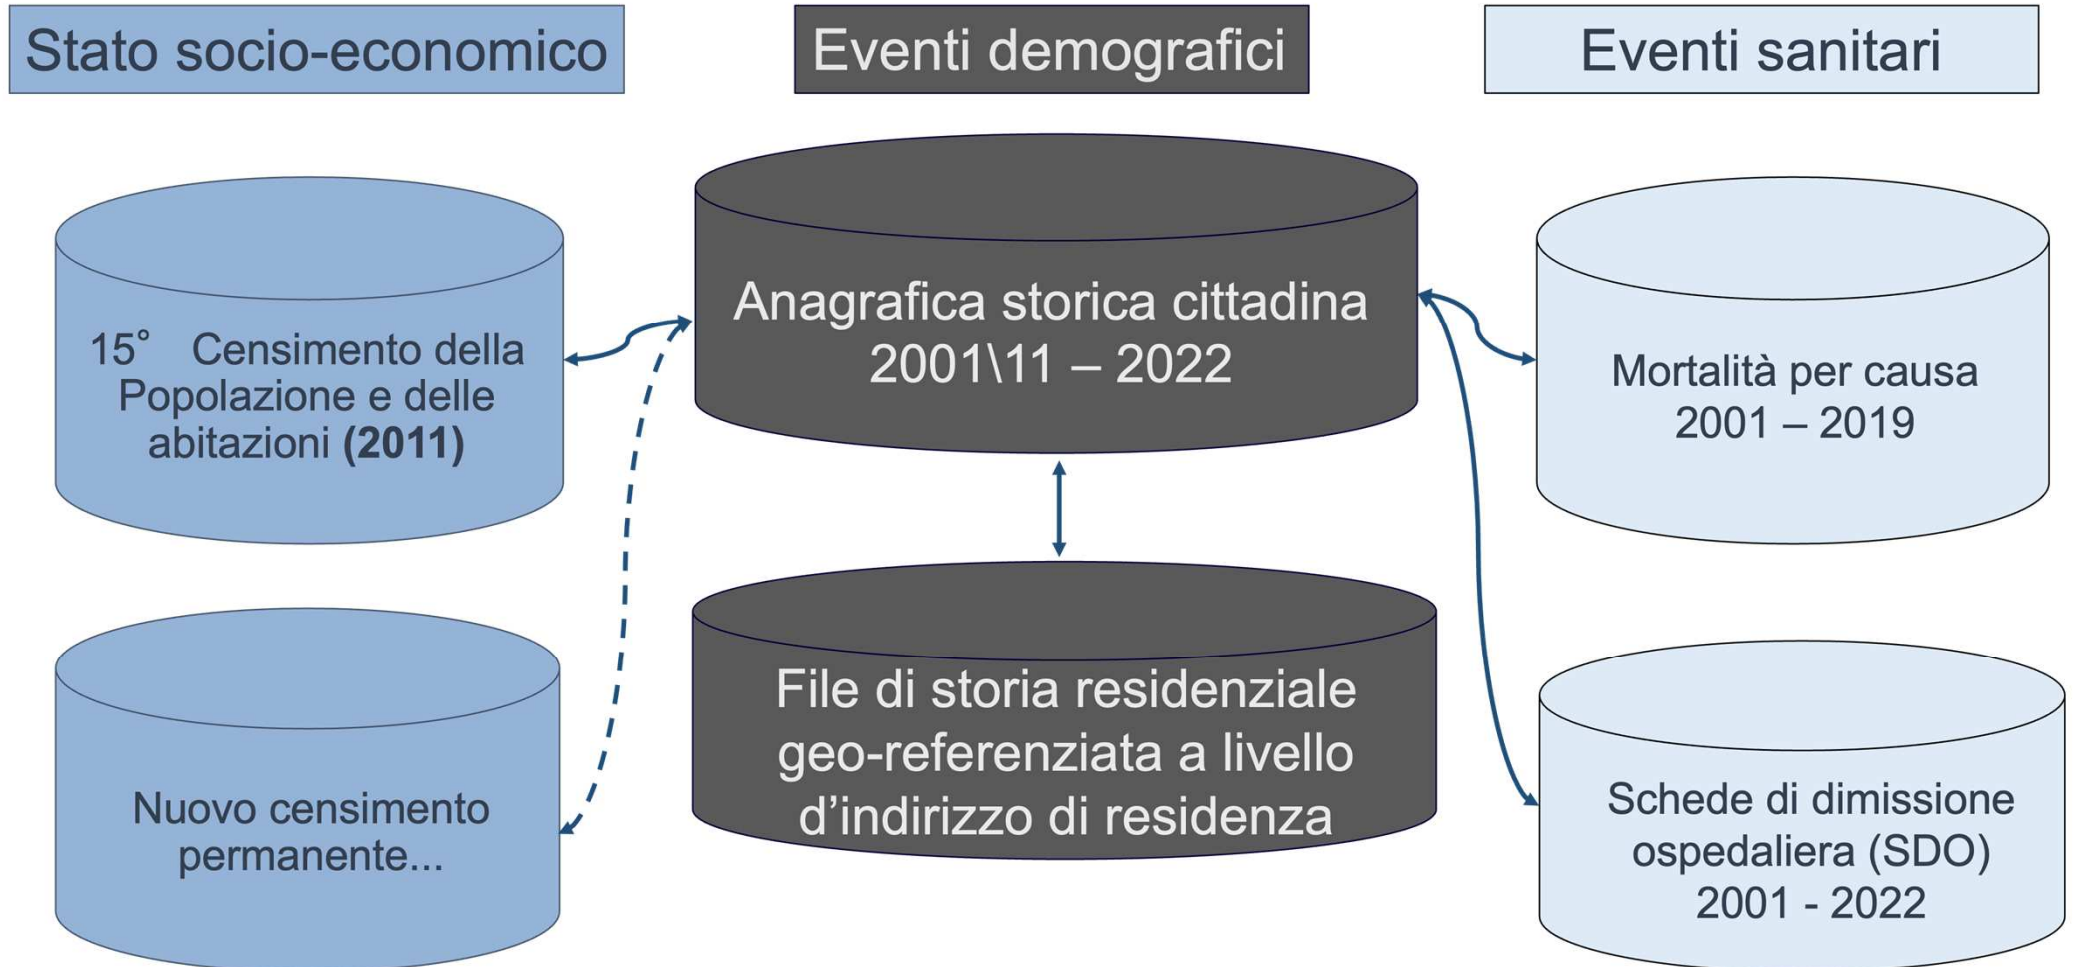 Stato socio-economico
Eventi demografici
Eventi sanitari
15° Censimento della
Popolazione e delle
abitazioni (2011)
Nuovo censimento
permanente...
Anagrafica storica cittadina
2001\11 – 2022
File di storia residenziale
geo-referenziata a livello
d’indirizzo di residenza
Mortalità per causa
2001 – 2019
Schede di dimissione
ospedaliera (SDO)
2001 - 2022